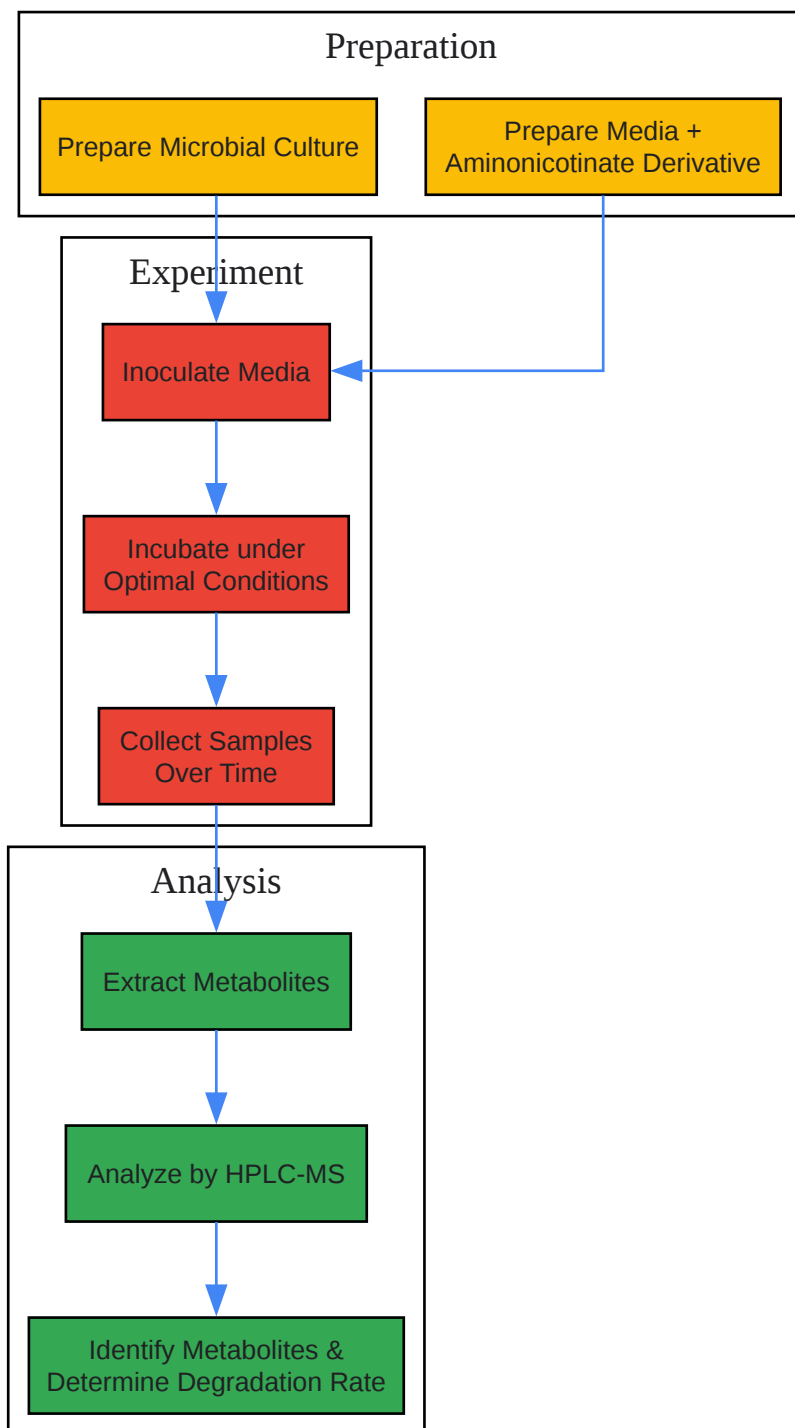 Preparation
Prepare Microbial Culture
Prepare Media +
Aminonicotinate Derivative
Experiment
Inoculate Media
Incubate under
Optimal Conditions
Collect Samples
Over Time
Analysis
Extract Metabolites
Analyze by HPLC-MS
Identify Metabolites &
Determine Degradation Rate